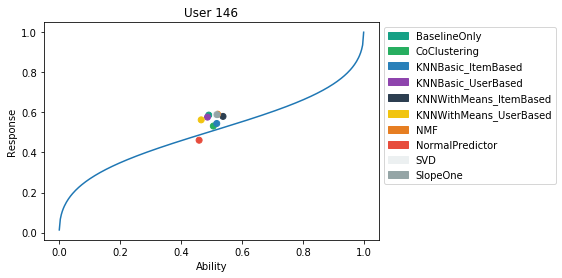 User 146
1.0
0.8
0.6
0.4
0.2
0.0
Response
0.0 0.2 0.4 0.6 0.8 1.0
Ability
BaselineOnly
CoClustering
KNNBasic_ItemBased
KNNBasic_UserBased
KNNWithMeans_ItemBased
KNNWithMeans_UserBased
NMF
NormalPredictor
SVD
SlopeOne